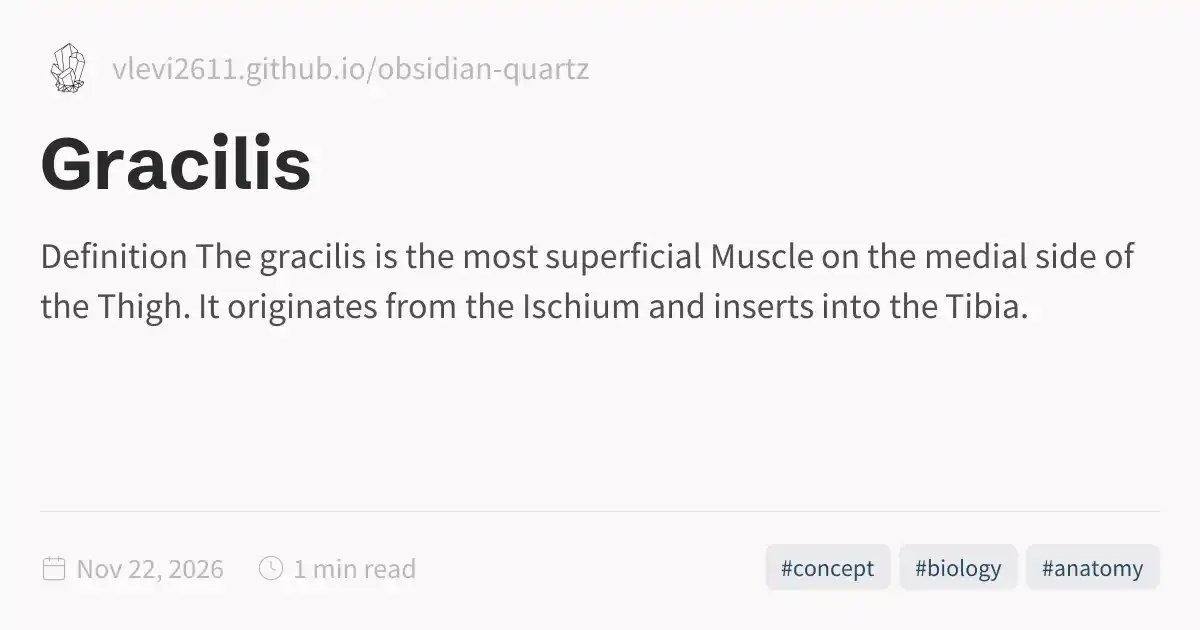 vlevi2611.github.io/obsidian-quartz
Gracilis
Definition The gracilis is the most superficial Muscle on the medial side of
the Thigh. It originates from the Ischium and inserts into the Tibia.
Nov 22, 2026 1 min read #concept #biology #anatomy